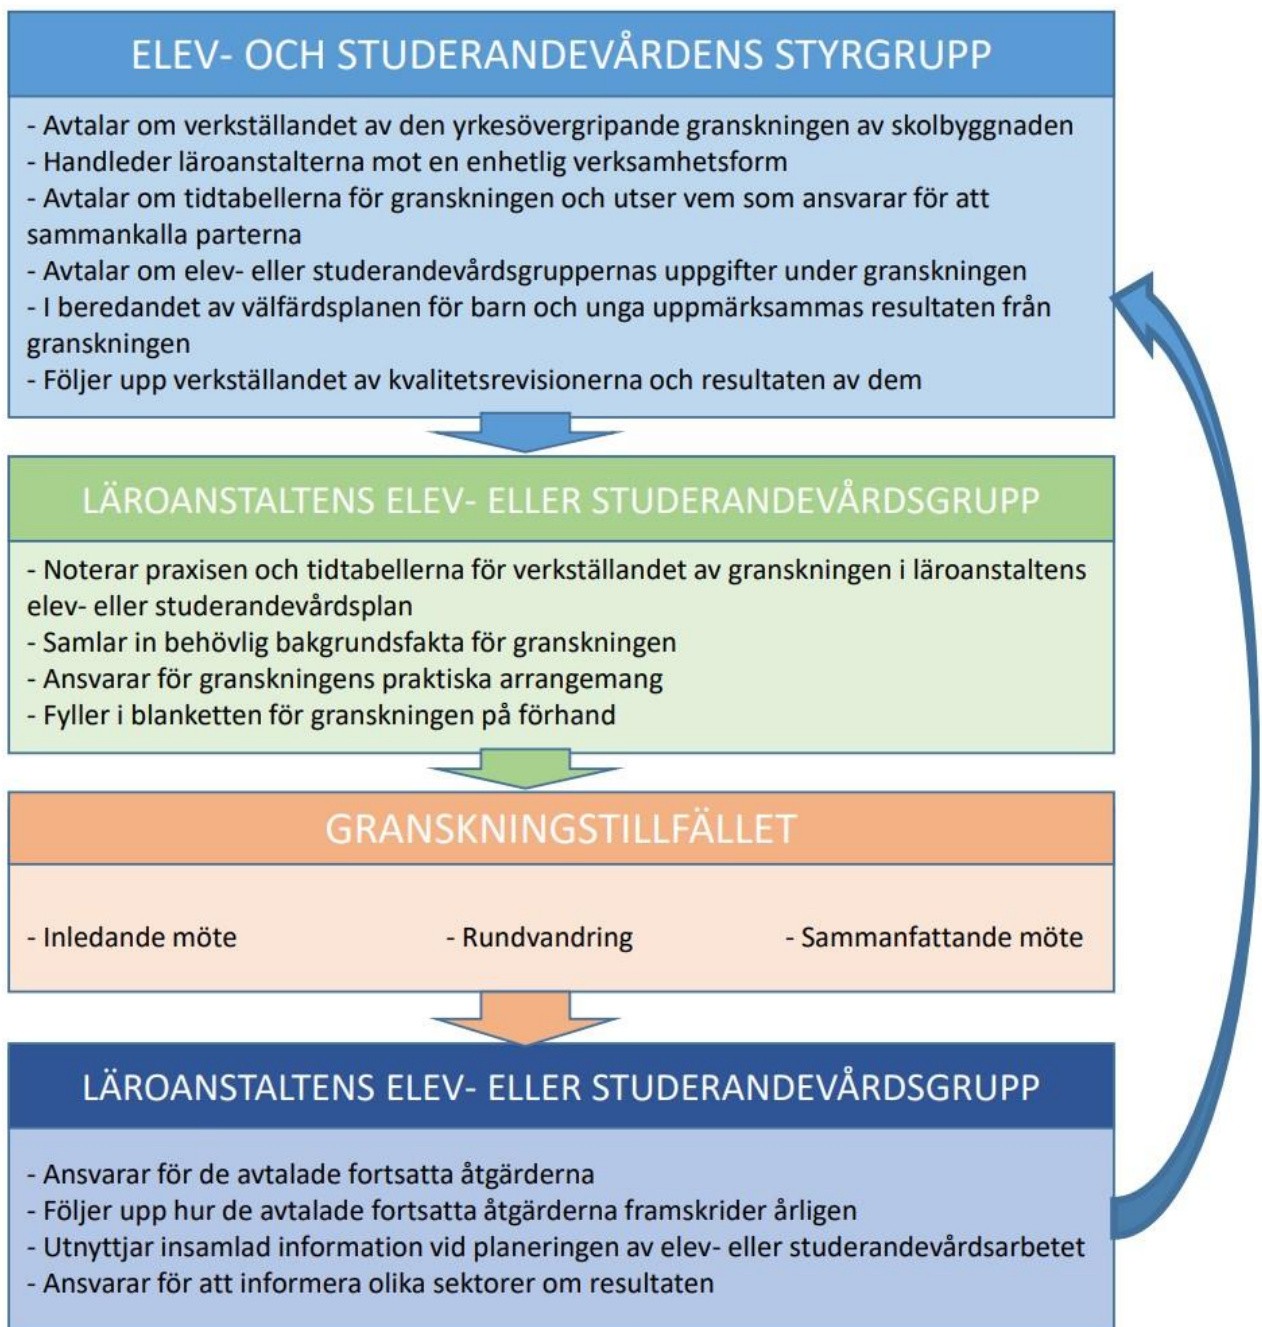 ELEV- OCH STUDERANDEVÅRDENS STYRGRUPP
- Avtalar om verkställandet av den yrkesövergripande granskningen av skolbyggnaden
- Handleder läroanstalterna mot en enhetlig verksamhetsform
- Avtalar om tidtabellerna för granskningen och utser vem som ansvarar för att
sammankalla parterna
- Avtalar om elev- eller studerandevårdsgruppernas uppgifter under granskningen
- I beredandet av välfärdsplanen för barn och unga uppmärksammas resultaten från
granskningen
- Följer upp verkställandet av kvalitetsrevisionerna och resultaten av dem
LÄROANSTALTENS ELEV- ELLER STUDERANDEVÅRDSGRUPP
- Noterar praxisen och tidtabellerna för verkställandet av granskningen i läroanstaltens
elev- eller studerandevårdsplan
- Samlar in behövlig bakgrundsfakta för granskningen
- Ansvarar för granskningens praktiska arrangemang
- Fyller i blanketten för granskningen på förhand
GRANSKNINGSTILLFÄLLET
- Inledande möte - Rundvandring - Sammanfattande möte
LÄROANSTALTENS ELEV- ELLER STUDERANDEVÅRDSGRUPP
- Ansvarar för de avtalade fortsatta åtgärderna
- Följer upp hur de avtalade fortsatta åtgärderna framskrider årligen
- Utnyttjar insamlad information vid planeringen av elev- eller studerandevårdsarbetet
- Ansvarar för att informera olika sektorer om resultaten